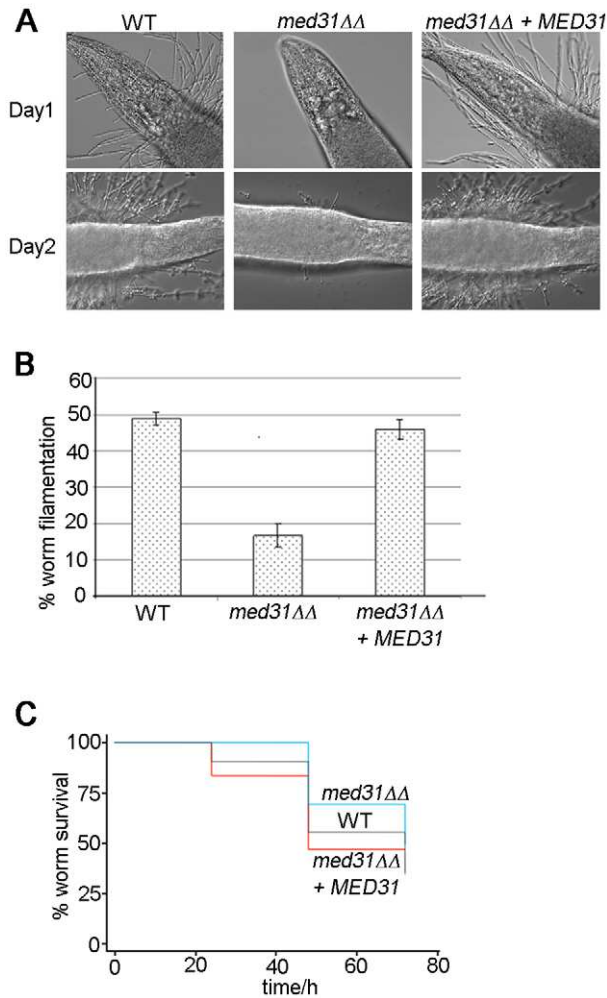 A
WT med31ΔΔ med31ΔΔ + MED31
Day1
Day2
B
% worm filamentation
60
50
40
30
20
10
0
WT med31ΔΔ med31ΔΔ
+ MED31
C
% worm survival
100
75
50
25
0
med31ΔΔ
WT
med31ΔΔ
+ MED31
0 20 40 60 80
time/h